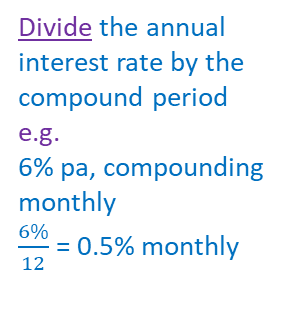 Divide the annual
interest rate by the
compound period
e.g.
6% pa, compounding
monthly
6%/12 = 0.5% monthly